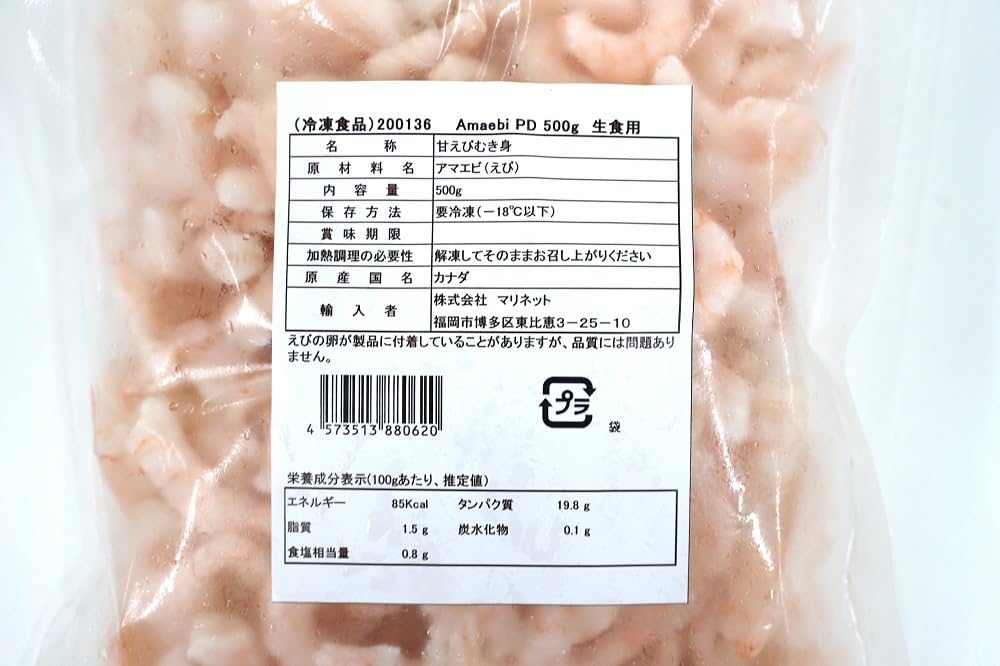 (冷凍食品)200136 Amaebi PD 500g 生食用
名称 甘えびむき身
原材料名 アマエビ(えび)
内容量 500g
保存方法 要冷凍(-18℃以下)
賞味期限
加熱調理の必要性 解凍してそのままお召し上がりください
原産国名 カナダ
輸入者 株式会社 マリネット
福岡市博多区東比恵3-25-10
えびの卵が製品に付着していることがありますが、品質には問題あり
ません。
プラ
袋
4 573513 880620
栄養成分表示(100gあたり、推定値)
エネルギー 85Kcal タンパク質 19.8 g
脂質 1.5 g 炭水化物 0.1 g
食塩相当量 0.8 g